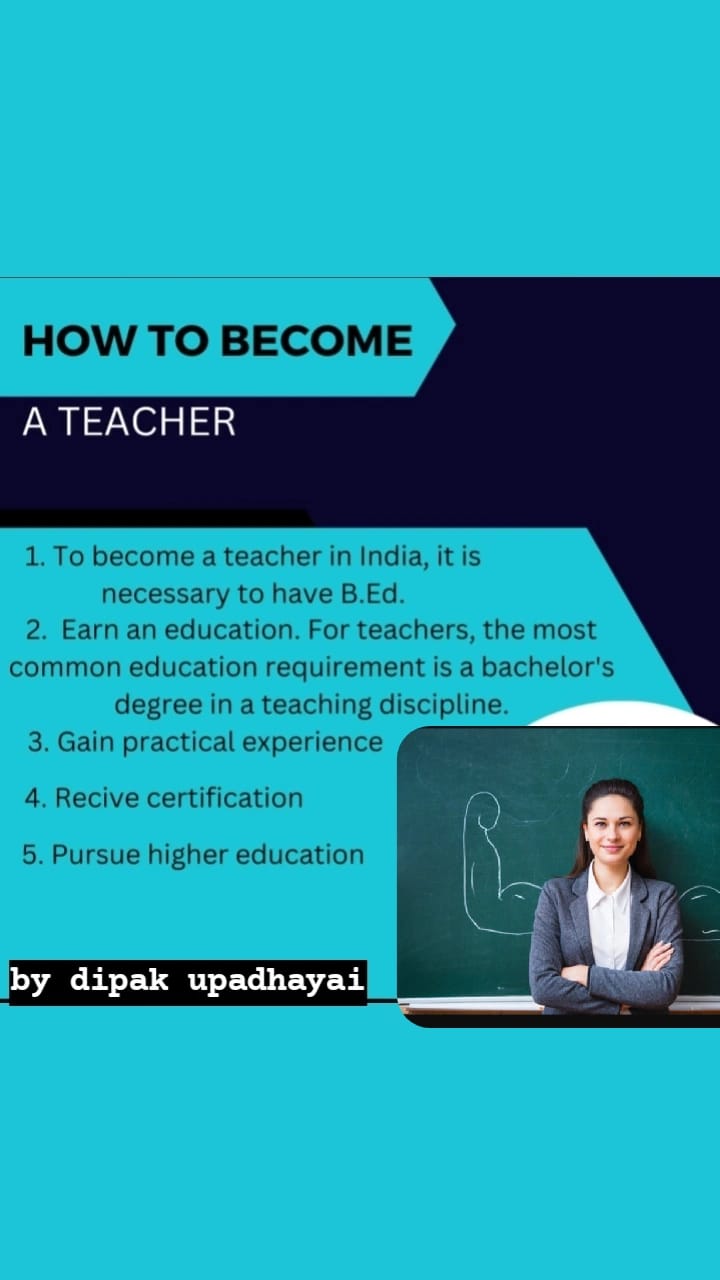 HOW TO BECOME
A TEACHER
1. To become a teacher in India, it is
necessary to have B.Ed.
2. Earn an education. For teachers, the most
common education requirement is a bachelor's
degree in a teaching discipline.
3. Gain practical experience
4. Recive certification
5. Pursue higher education
by dipak upadhayai